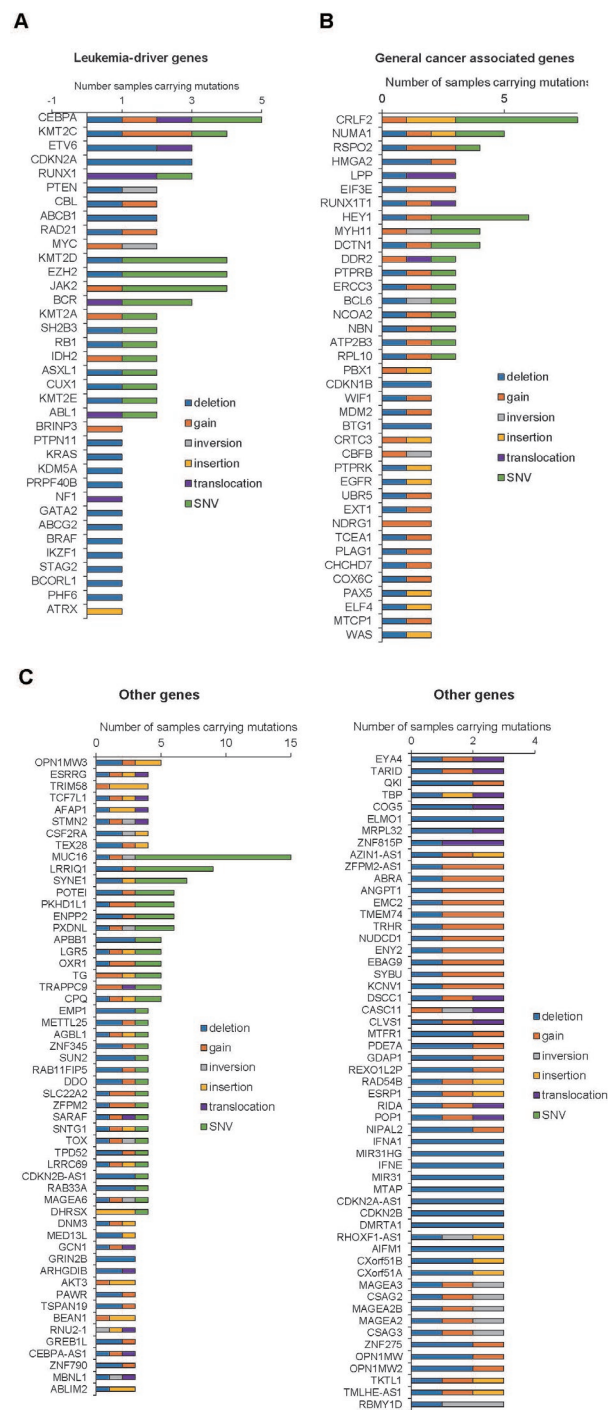 A
Leukemia-driver genes
Number samples carrying mutations
-1 1 3 5
CEBPA
KMT2C
ETV6
CDKN2A
RUNX1
PTEN
CBL
ABCB1
RAD21
MYC
KMT2D
EZH2
JAK2
BCR
KMT2A
SH2B3
RB1
IDH2
ASXL1
CUX1
KMT2E
ABL1
BRINP3
PTPN11
KRAS
KDM5A
PRPF40B
NF1
GATA2
ABCG2
BRAF
IKZF1
STAG2
BCORL1
PHF6
ATRX
deletion
gain
inversion
insertion
translocation
SNV
B
General cancer associated genes
Number of samples carrying mutations
0 5
CRLF2
NUMA1
RSPO2
HMGA2
LPP
EIF3E
RUNX1T1
HEY1
MYH11
DCTN1
DDR2
PTPRB
ERCC3
BCL6
NCOA2
NBN
ATP2B3
RPL10
PBX1
CDKN1B
WIF1
MDM2
BTG1
CRTC3
CBFB
PTPRK
EGFR
UBR5
EXT1
NDRG1
TCEA1
PLAG1
CHCHD7
COX6C
PAX5
ELF4
MTCP1
WAS
deletion
gain
inversion
insertion
translocation
SNV
C
Other genes
Number of samples carrying mutations
0 5 10 15
OPN1MW3
ESRRG
TRIM58
TCF7L1
AFAP1
STMN2
CSF2RA
TEX28
MUC16
LRRIQ1
SYNE1
POTEI
PKHD1L1
ENPP2
PXDNL
APBB1
LGR5
OXR1
TG
TRAPPC9
CPQ
EMP1
METTL25
AGBL1
ZNF345
SUN2
RAB11FIP5
DDO
SLC22A2
ZFPM2
SARAF
SNTG1
TOX
TPD52
LRRC69
CDKN2B-AS1
RAB33A
MAGEA6
DHRSX
DNM3
MED13L
GCN1
GRIN2B
ARHGDIB
AKT3
PAWR
TSPAN19
BEAN1
RNU2-1
GREB1L
CEBPA-AS1
ZNF790
MBNL1
ABLIM2
deletion
gain
inversion
insertion
translocation
SNV
Other genes
Number of samples carrying mutations
0 2 4
EYA4
TARID
QKI
TBP
COG5
ELMO1
MRPL32
ZNF815P
AZIN1-AS1
ZFPM2-AS1
ABRA
ANGPT1
EMC2
TMEM74
TRHR
NUDCD1
ENY2
EBAG9
SYBU
KCNV1
DSCC1
CASC11
CLVS1
MTFR1
PDE7A
GDAP1
REXO1L2P
RAD54B
ESRP1
RIDA
POP1
NIPAL2
IFNA1
MIR31HG
IFNE
MIR31
MTAP
CDKN2A-AS1
CDKN2B
DMRTA1
RHOXF1-AS1
AIFM1
CXorf51B
CXorf51A
MAGEA3
CSAG2
MAGEA2B
MAGEA2
CSAG3
ZNF275
OPN1MW
OPN1MW2
TKTL1
TMLHE-AS1
RBMY1D
deletion
gain
inversion
insertion
translocation
SNV